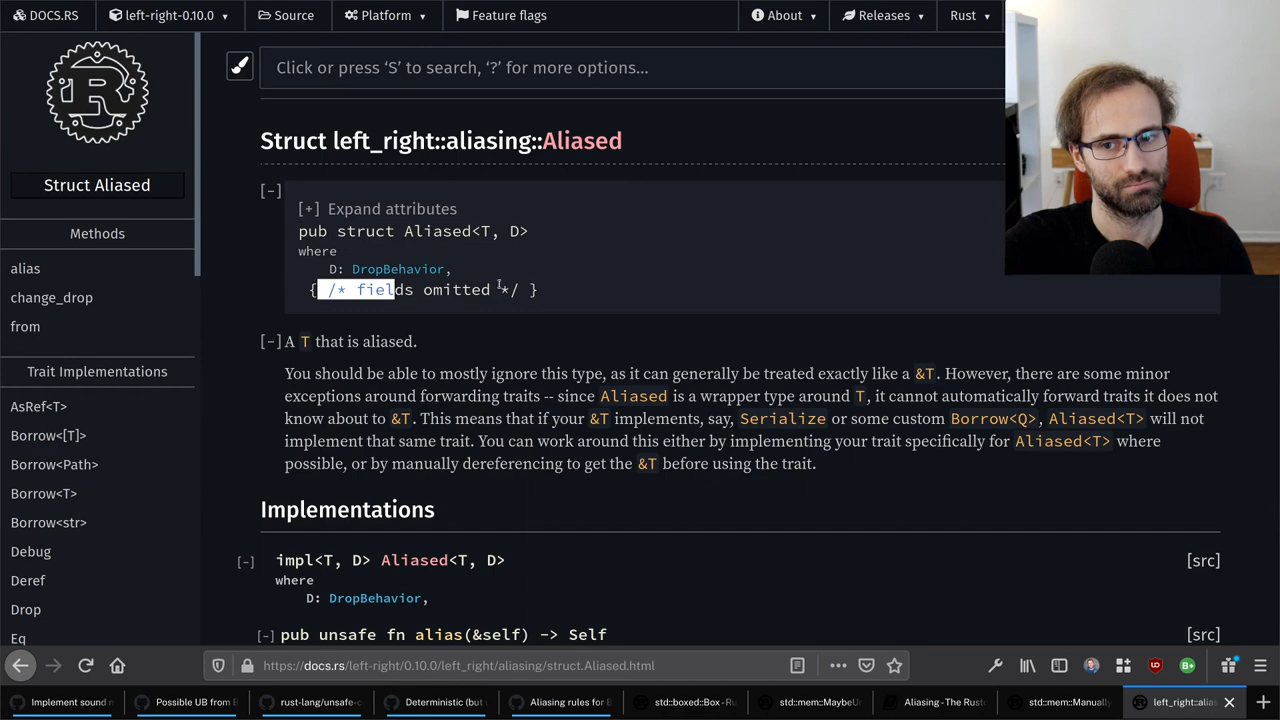 DOCS.RS
left-right-0.10.0
Source
Platform
Feature flags
About
Releases
Rust
Click or press ‘S’ to search, ‘?’ for more options…
Struct Aliased
Methods
alias
change_drop
from
Trait Implementations
AsRef<T>
Borrow<[T]>
Borrow<Path>
Borrow<T>
Borrow<str>
Debug
Deref
Drop
Eq
Struct left_right::aliasing::Aliased
[-]
[+] Expand attributes
pub struct Aliased<T, D>
where
D: DropBehavior,
{ /* fields omitted */ }
[-] A T that is aliased.
You should be able to mostly ignore this type, as it can generally be treated exactly like a &T. However, there are some minor
exceptions around forwarding traits -- since Aliased is a wrapper type around T, it cannot automatically forward traits it does not
know about to &T. This means that if your &T implements, say, Serialize or some custom Borrow<Q>, Aliased<T> will not
implement that same trait. You can work around this either by implementing your trait specifically for Aliased<T> where
possible, or by manually dereferencing to get the &T before using the trait.
Implementations
[-] impl<T, D> Aliased<T, D> [src]
where
D: DropBehavior,
[-] pub unsafe fn alias(&self) -> Self [src]
https://docs.rs/left-right/0.10.0/left_right/aliasing/struct.Aliased.html
Implement sound n
Possible UB from B
rust-lang/unsafe-c
Deterministic (but i
Aliasing rules for B
std::boxed::Box - Ru
std::mem::MaybeU
Aliasing - The Rusto
std::mem::Manually
left_right::alias